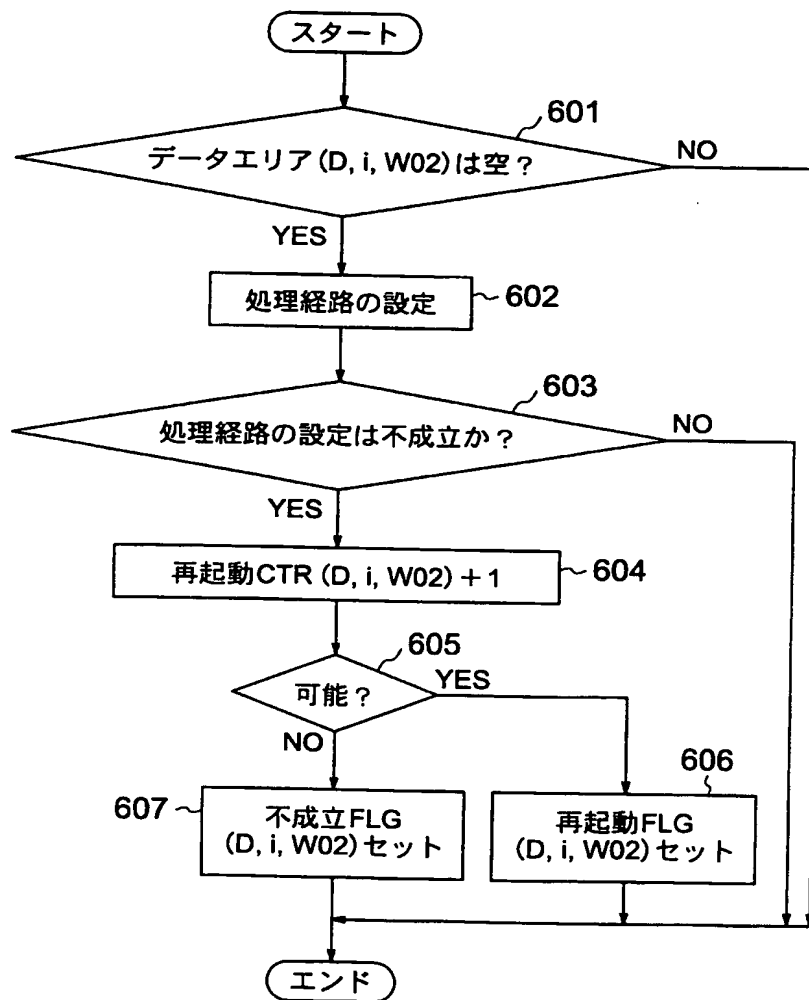 スタート
601
データエリア(D, i, W02)は空?
NO
YES
処理経路の設定
602
603
処理経路の設定は不成立か?
NO
YES
再起動CTR (D, i, W02)+1
604
605
可能?
YES
NO
606
607
不成立FLG
(D, i, W02)セット
再起動FLG
(D, i, W02)セット
エンド